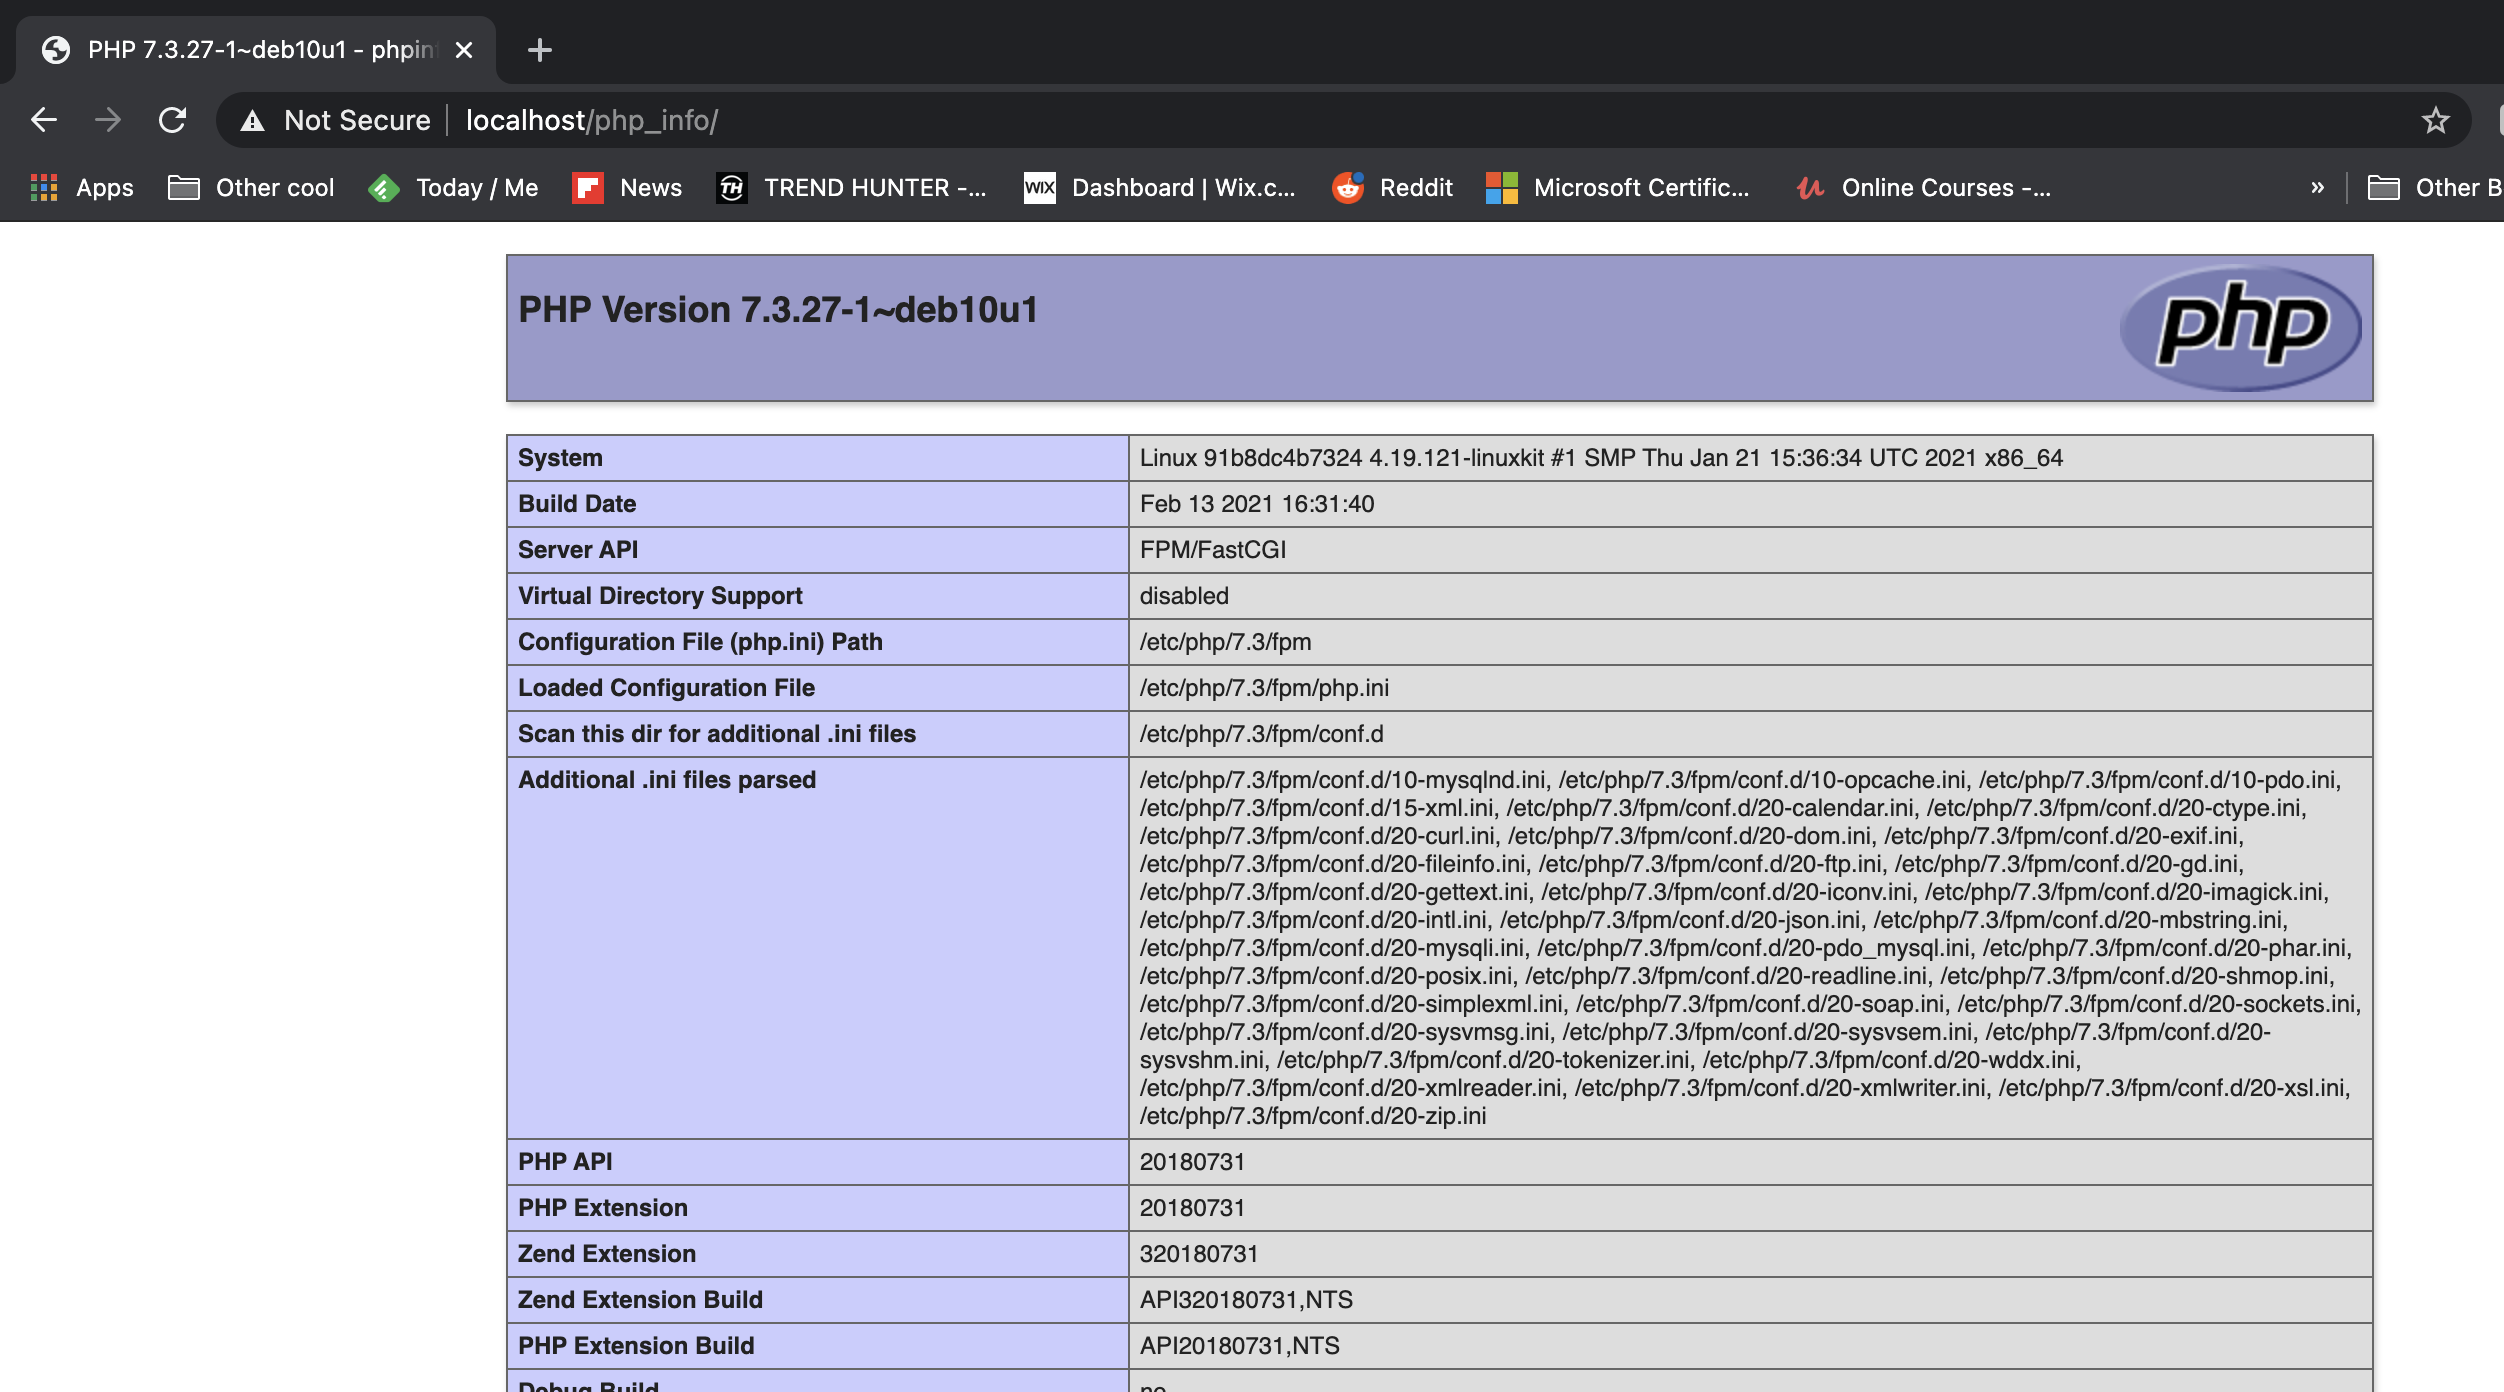 PHP 7.3.27-1~deb10u1 - phpin
Not Secure localhost/php_info/
Apps Other cool Today / Me News TH TREND HUNTER -... WIX Dashboard | Wix.c... Reddit Microsoft Certific... Online Courses -... » Other B
PHP Version 7.3.27-1~deb10u1 php
System Linux 91b8dc4b7324 4.19.121-linuxkit #1 SMP Thu Jan 21 15:36:34 UTC 2021 x86_64
Build Date Feb 13 2021 16:31:40
Server API FPM/FastCGI
Virtual Directory Support disabled
Configuration File (php.ini) Path /etc/php/7.3/fpm
Loaded Configuration File /etc/php/7.3/fpm/php.ini
Scan this dir for additional .ini files /etc/php/7.3/fpm/conf.d
Additional .ini files parsed /etc/php/7.3/fpm/conf.d/10-mysqlnd.ini, /etc/php/7.3/fpm/conf.d/10-opcache.ini, /etc/php/7.3/fpm/conf.d/10-pdo.ini,
/etc/php/7.3/fpm/conf.d/15-xml.ini, /etc/php/7.3/fpm/conf.d/20-calendar.ini, /etc/php/7.3/fpm/conf.d/20-ctype.ini,
/etc/php/7.3/fpm/conf.d/20-curl.ini, /etc/php/7.3/fpm/conf.d/20-dom.ini, /etc/php/7.3/fpm/conf.d/20-exif.ini,
/etc/php/7.3/fpm/conf.d/20-fileinfo.ini, /etc/php/7.3/fpm/conf.d/20-ftp.ini, /etc/php/7.3/fpm/conf.d/20-gd.ini,
/etc/php/7.3/fpm/conf.d/20-gettext.ini, /etc/php/7.3/fpm/conf.d/20-iconv.ini, /etc/php/7.3/fpm/conf.d/20-imagick.ini,
/etc/php/7.3/fpm/conf.d/20-intl.ini, /etc/php/7.3/fpm/conf.d/20-json.ini, /etc/php/7.3/fpm/conf.d/20-mbstring.ini,
/etc/php/7.3/fpm/conf.d/20-mysqli.ini, /etc/php/7.3/fpm/conf.d/20-pdo_mysql.ini, /etc/php/7.3/fpm/conf.d/20-phar.ini,
/etc/php/7.3/fpm/conf.d/20-posix.ini, /etc/php/7.3/fpm/conf.d/20-readline.ini, /etc/php/7.3/fpm/conf.d/20-shmop.ini,
/etc/php/7.3/fpm/conf.d/20-simplexml.ini, /etc/php/7.3/fpm/conf.d/20-soap.ini, /etc/php/7.3/fpm/conf.d/20-sockets.ini,
/etc/php/7.3/fpm/conf.d/20-sysvmsg.ini, /etc/php/7.3/fpm/conf.d/20-sysvsem.ini, /etc/php/7.3/fpm/conf.d/20-
sysvshm.ini, /etc/php/7.3/fpm/conf.d/20-tokenizer.ini, /etc/php/7.3/fpm/conf.d/20-wddx.ini,
/etc/php/7.3/fpm/conf.d/20-xmlreader.ini, /etc/php/7.3/fpm/conf.d/20-xmlwriter.ini, /etc/php/7.3/fpm/conf.d/20-xsl.ini,
/etc/php/7.3/fpm/conf.d/20-zip.ini
PHP API 20180731
PHP Extension 20180731
Zend Extension 320180731
Zend Extension Build API320180731,NTS
PHP Extension Build API20180731,NTS
Debug Build no